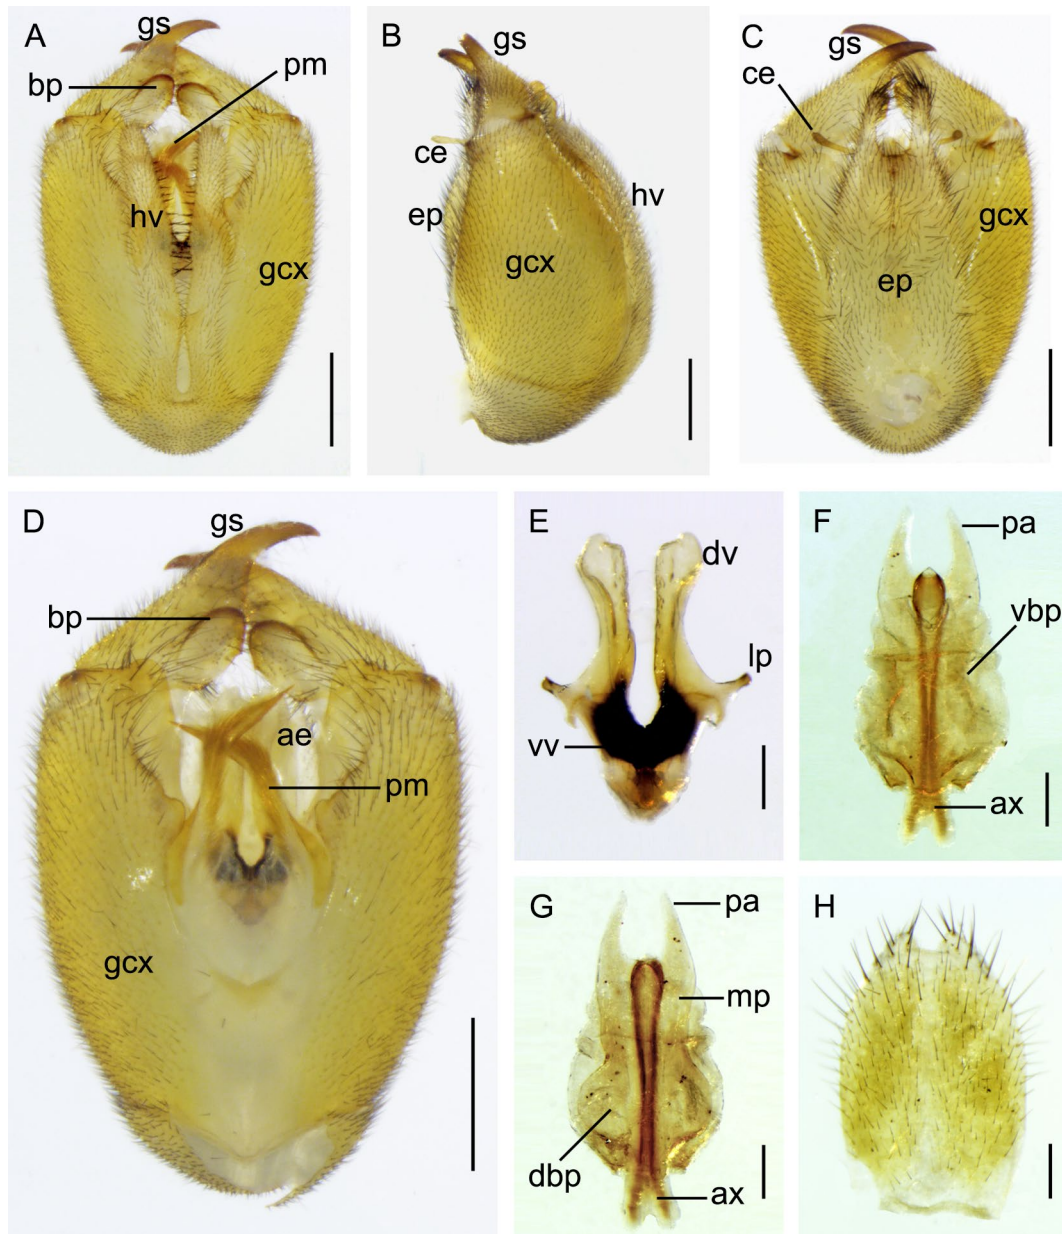 A
gs
bp
pm
hv
gcx
B
gs
ce
ep
hv
gcx
C
gs
ce
gcx
ep
D
gs
bp
ae
pm
gcx
E
dv
lp
vv
F
pa
vbp
ax
G
pa
mp
dbp
ax
H